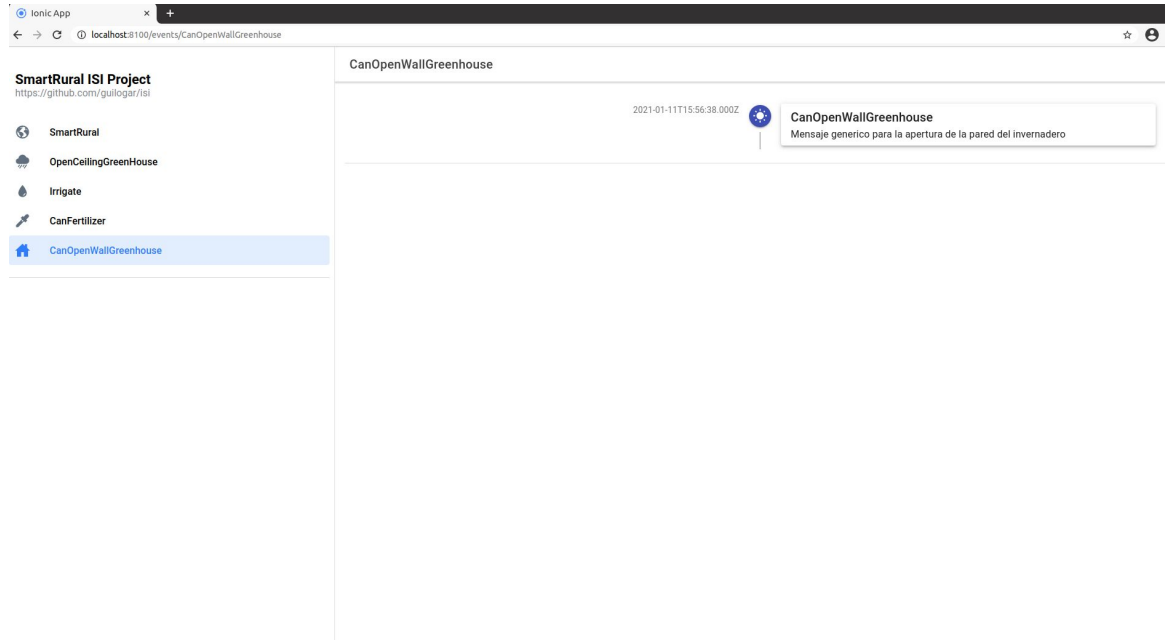 Ionic App
localhost:8100/events/CanOpenWallGreenhouse
SmartRural ISI Project
https://github.com/guilogar/isi
SmartRural
OpenCeilingGreenHouse
Irrigate
CanFertilizer
CanOpenWallGreenhouse
CanOpenWallGreenhouse
2021-01-11T15:56:38.000Z
CanOpenWallGreenhouse
Mensaje generico para la apertura de la pared del invernadero